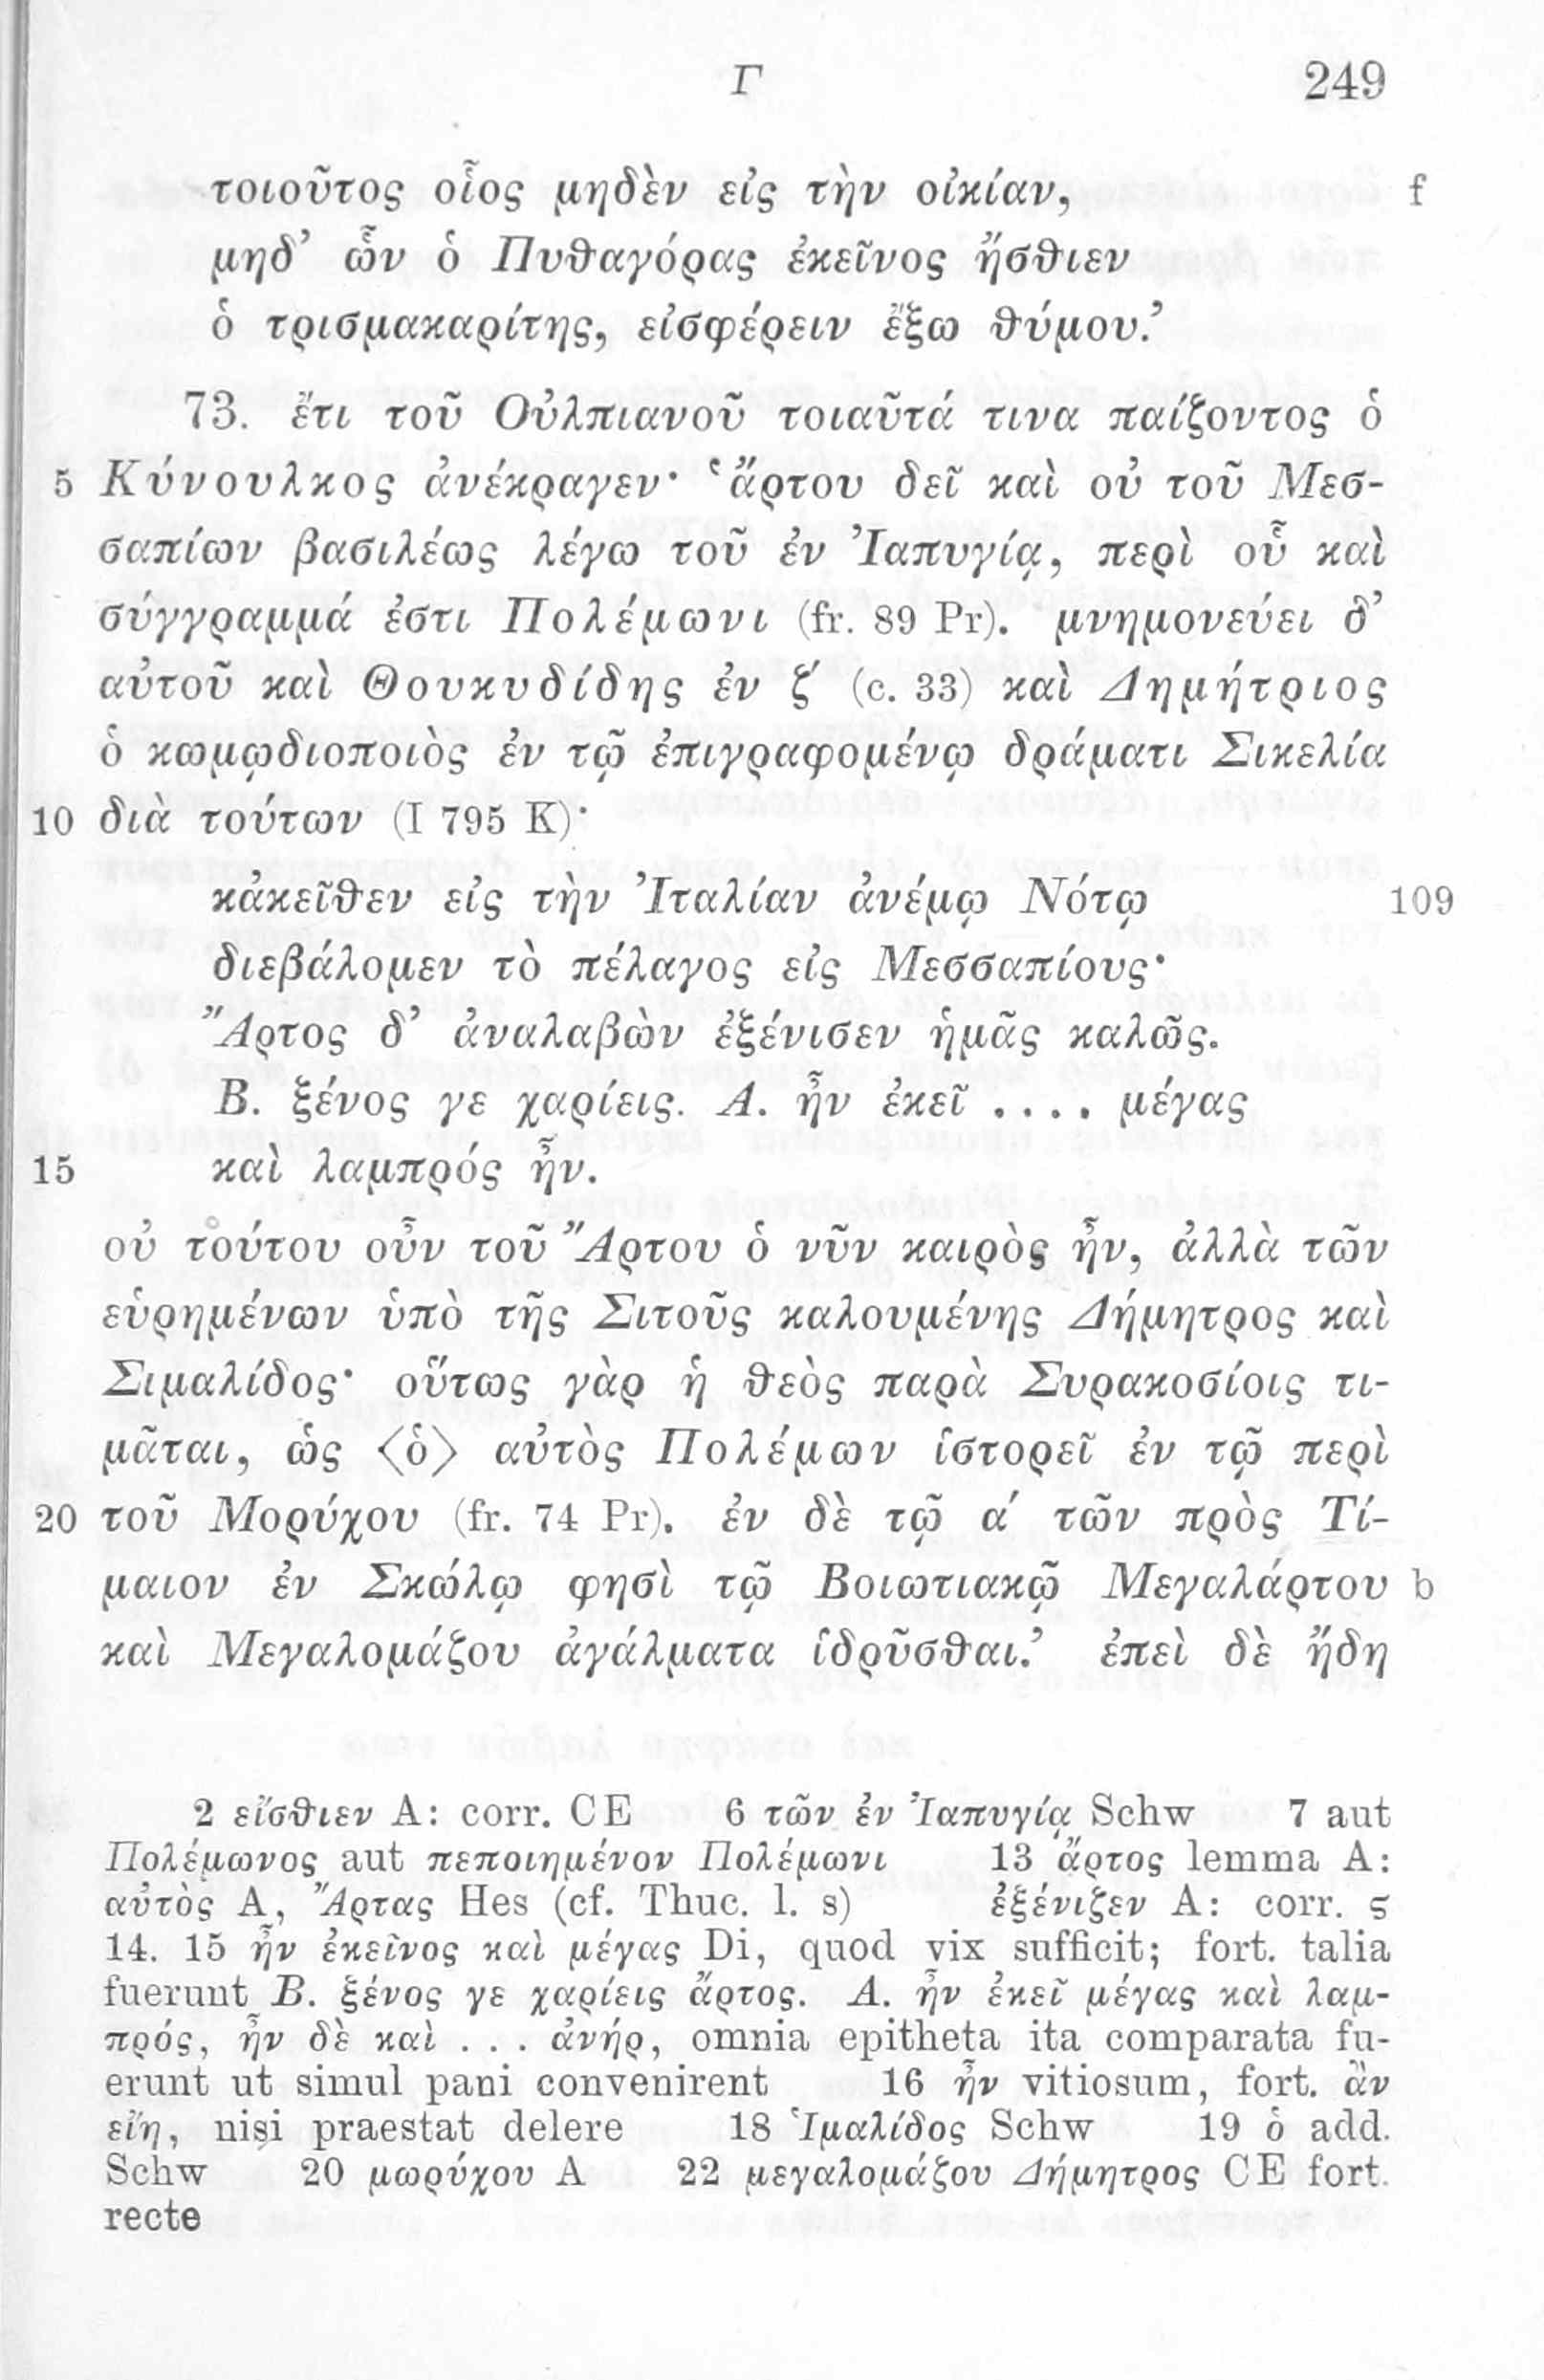 Γ 249
τοιοῦτος οἷος μηδὲν εἰς τὴν οἰκίαν, f
μηδ’ ὧν ὁ Πυθαγόρας ἐκεῖνος ἤσθιεν
ὁ τρισμακαρίτης, εἰσφέρειν ἔξω θύμου.’
73. ἔτι τοῦ Οὐλπιανοῦ τοιαῦτά τινα παίζοντος ὁ
5 Κύνουλκος ἀνέκραγεν· ‘ἄρτου δεῖ καὶ οὐ τοῦ Μεσ-
σαπίων βασιλέως λέγω τοῦ ἐν Ἰαπυγίᾳ, περὶ οὗ καὶ
σύγγραμμά ἐστι Πολέμωνι (fr. 89 Pr). μνημονεύει δ’
αὐτοῦ καὶ Θουκυδίδης ἐν ζ′ (c. 33) καὶ Δημήτριος
ὁ κωμῳδιοποιὸς ἐν τῷ ἐπιγραφομένῳ δράματι Σικελία
10 διὰ τούτων (I 795 K)·
κἀκεῖθεν εἰς τὴν Ἰταλίαν ἀνέμῳ Νότῳ 109
διεβάλομεν τὸ πέλαγος εἰς Μεσσαπίους·
Ἄρτος δ’ ἀναλαβὼν ἐξένισεν ἡμᾶς καλῶς.
Β. ξένος γε χαρίεις. Α. ἦν ἐκεῖ .... μέγας
15 καὶ λαμπρός ἦν.
οὐ τούτου οὖν τοῦ Ἄρτου ὁ νῦν καιρὸς ἦν, ἀλλὰ τῶν
εὑρημένων ὑπὸ τῆς Σιτοῦς καλουμένης Δήμητρος καὶ
Σιμαλίδος· οὕτως γὰρ ἡ θεὸς παρὰ Συρακοσίοις τι-
μᾶται, ὡς ⟨ὁ⟩ αὐτὸς Πολέμων ἱστορεῖ ἐν τῷ περὶ
20 τοῦ Μορύχου (fr. 74 Pr). ἐν δὲ τῷ α′ τῶν πρὸς Τί-
μαιον ἐν Σκώλῳ φησὶ τῷ Βοιωτιακῷ Μεγαλάρτου b
καὶ Μεγαλομάζου ἀγάλματα ἱδρῦσθαι.’ ἐπεὶ δὲ ἤδη
2 εἴσθιεν A: corr. CE 6 τῶν ἐν Ἰαπυγίᾳ Schw 7 aut
Πολέμωνος aut πεποιημένον Πολέμωνι 13 ἄρτος lemma A:
αὐτὸς A, Ἄρτας Hes (cf. Thuc. l. s) ἐξένιζεν A: corr. ϛ
14. 15 ἦν ἐκεῖνος καὶ μέγας Di, quod vix sufficit; fort. talia
fuerunt Β. ξένος γε χαρίεις ἄρτος. Α. ἦν ἐκεῖ μέγας καὶ λαμ-
πρός, ἦν δὲ καὶ ... ἀνήρ, omnia epitheta ita comparata fu-
erunt ut simul pani convenirent 16 ἦν vitiosum, fort. ἂν
εἴη, nisi praestat delere 18 Ἱμαλίδος Schw 19 ὁ add.
Schw 20 μωρύχου A 22 μεγαλομάζου Δήμητρος CE fort.
recte